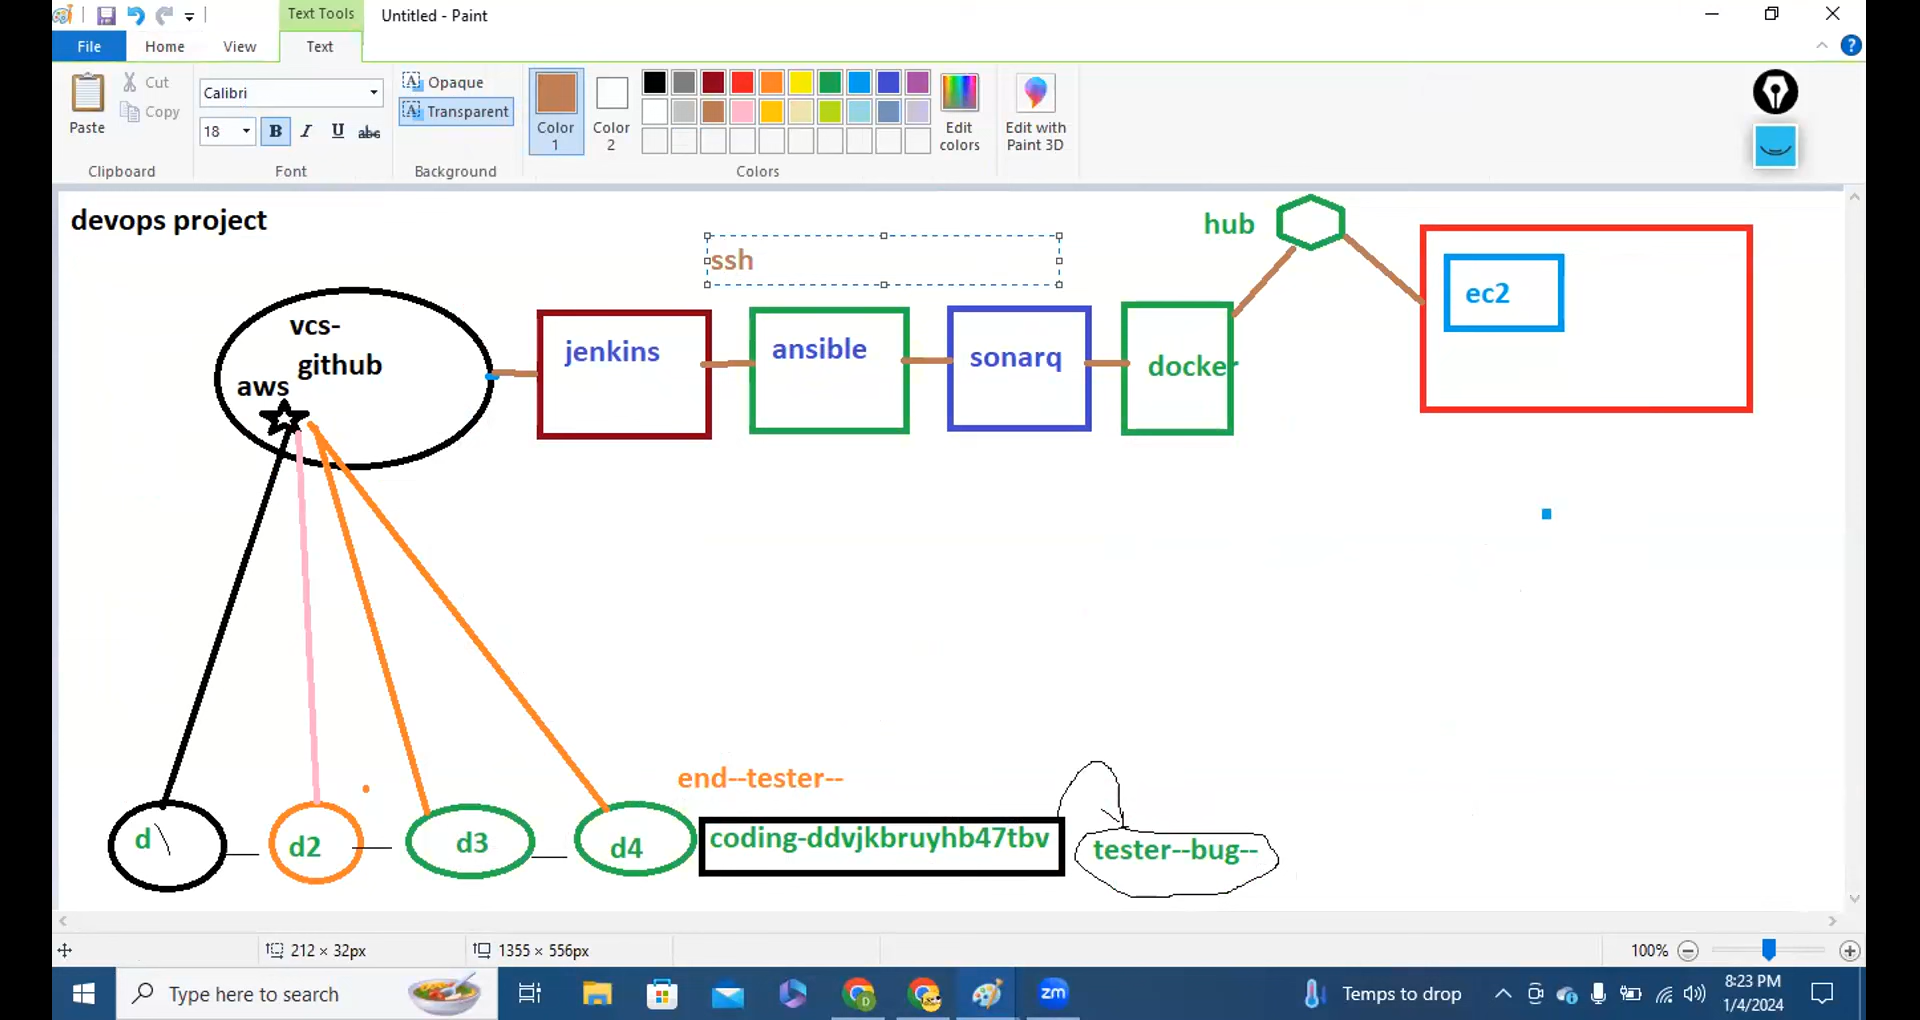 Text Tools
Untitled - Paint
File
Home
View
Text
Paste
Cut
Copy
Clipboard
Calibri
18
B
I
U
abc
Font
Opaque
Transparent
Background
Color
1
Color
2
Colors
Edit
colors
Edit with
Paint 3D
devops project
ssh
hub
ec2
vcs-
github
aws
jenkins
ansible
sonarq
docker
end--tester--
d
d2
d3
d4
coding-ddvjkbruyhb47tbv
tester--bug--
212 × 32px
1355 × 556px
100%
Type here to search
D
zm
Temps to drop
8:23 PM
1/4/2024